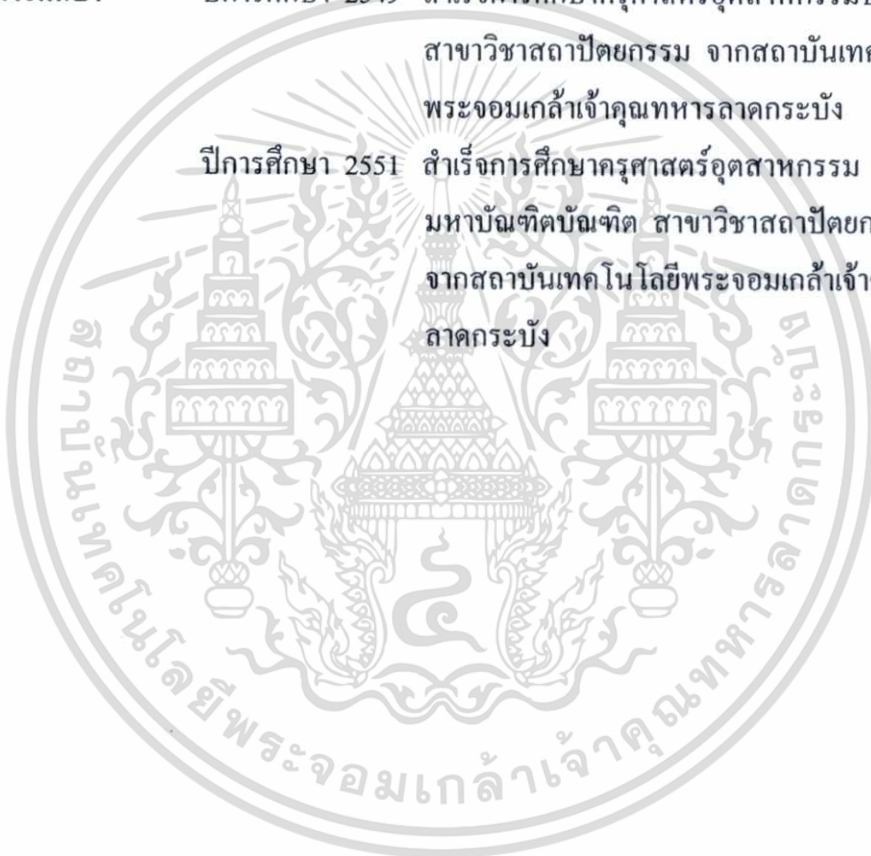 สาขาวิชาสถาปัตยกรรม จากสถาบันเทค
พระจอมเกล้าเจ้าคุณทหารลาดกระบัง
ปีการศึกษา 2551 สำเร็จการศึกษาครุศาสตร์อุตสาหกรรม
มหาบัณฑิตบัณฑิต สาขาวิชาสถาปัตยก
จากสถาบันเทคโนโลยีพระจอมเกล้าเจ้า
ลาดกระบัง
สถาบันเทคโนโลยีพระจอมเกล้าเจ้าคุณทหารลาดกระบัง